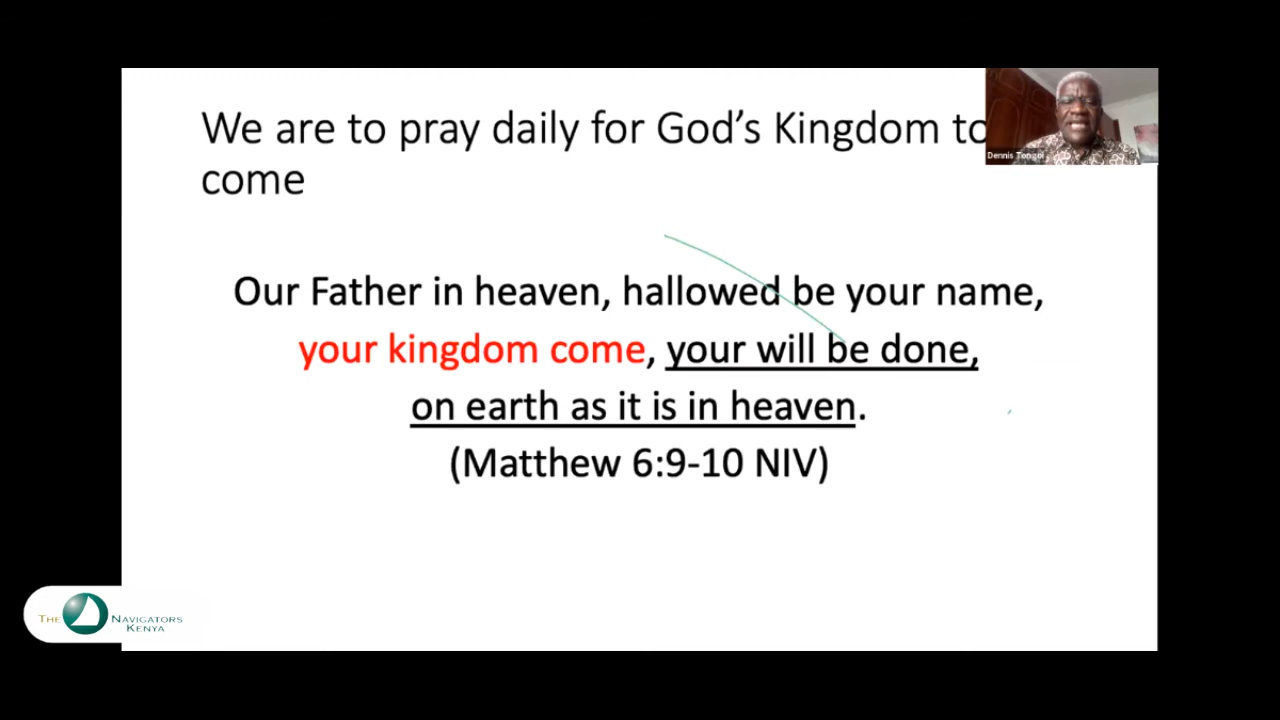 We are to pray daily for God's Kingdom to
come
Dennis Tongoi
Our Father in heaven, hallowed be your name,
your kingdom come, your will be done,
on earth as it is in heaven.
(Matthew 6:9-10 NIV)
THE NAVIGATORS
KENYA